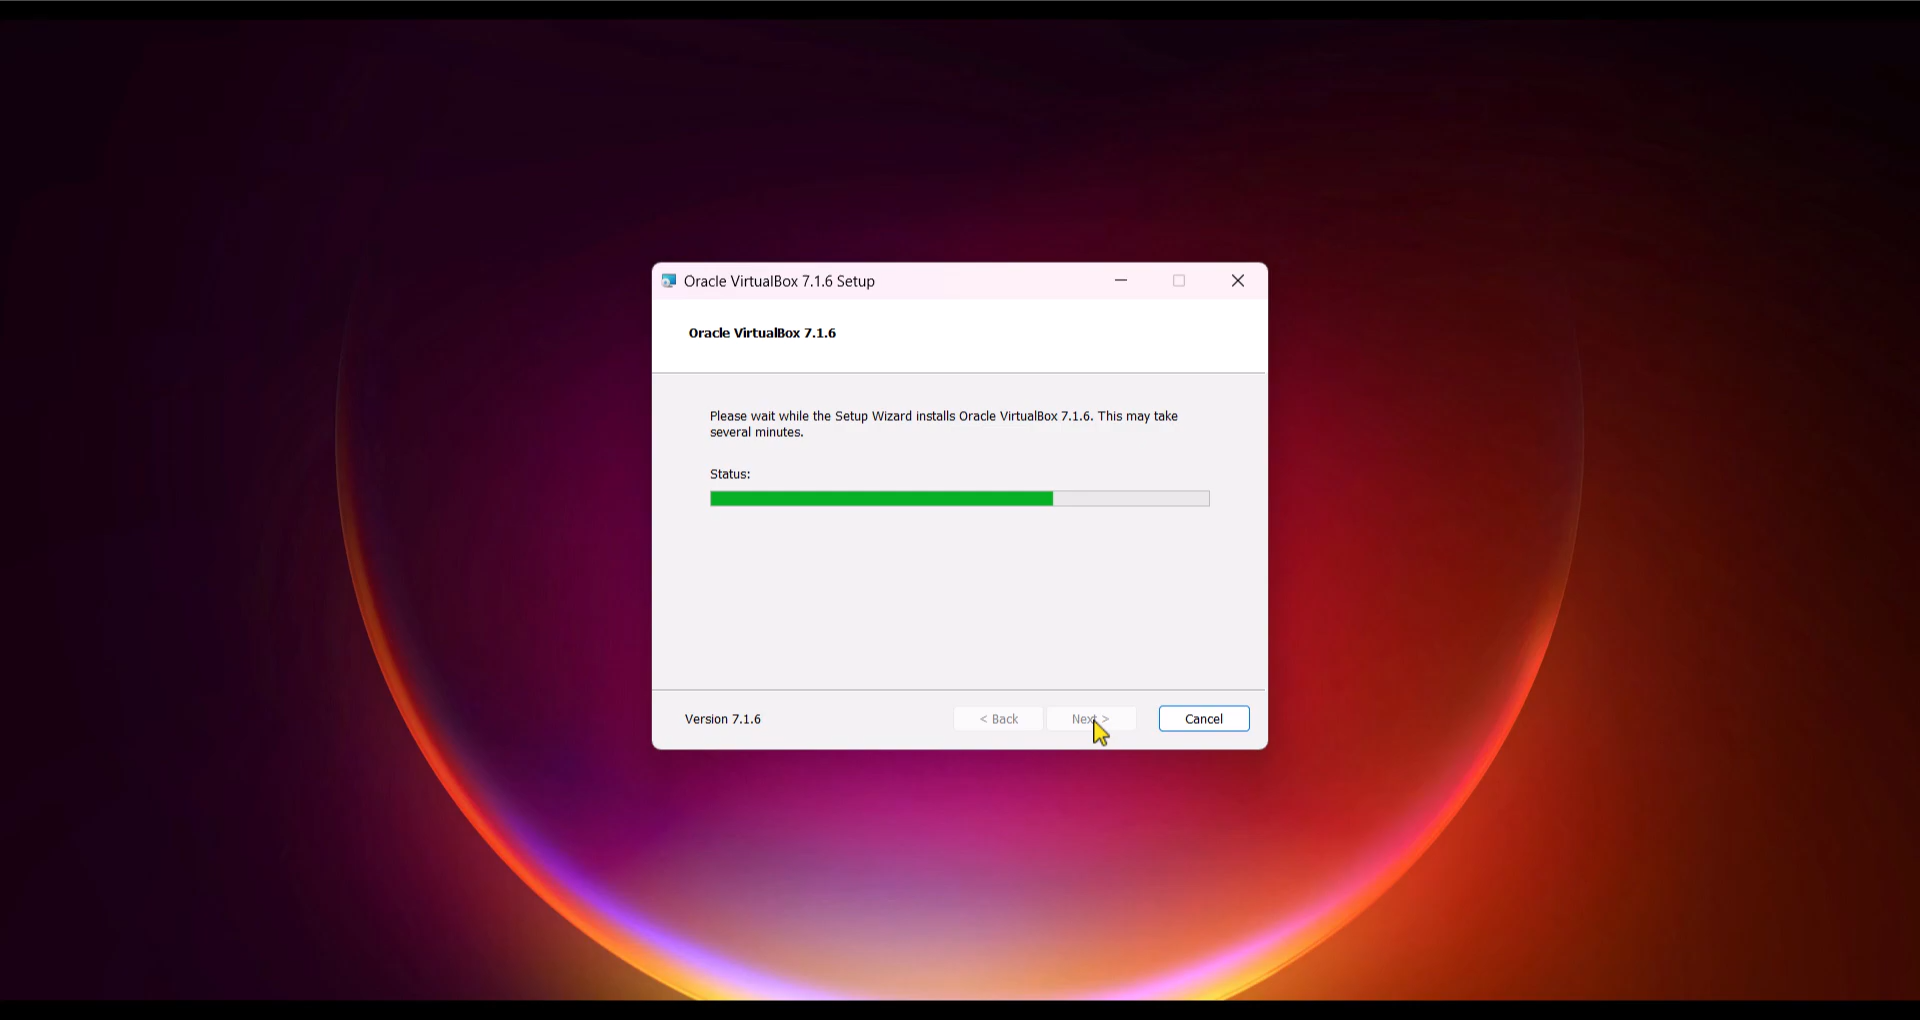 Oracle VirtualBox 7.1.6 Setup
Oracle VirtualBox 7.1.6
Please wait while the Setup Wizard installs Oracle VirtualBox 7.1.6. This may take
several minutes.
Status:
Version 7.1.6
< Back
Next >
Cancel